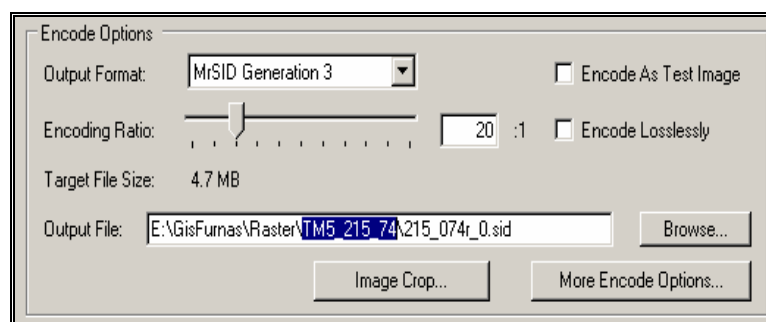 Encode Options
Output Format: MrSID Generation 3 Encode As Test Image
Encoding Ratio: 20 :1 Encode Losslessly
Target File Size: 4.7 MB
Output File: E:\GisFurnas\Raster\TM5_215_74\215_074r_0.sid Browse...
Image Crop... More Encode Options...